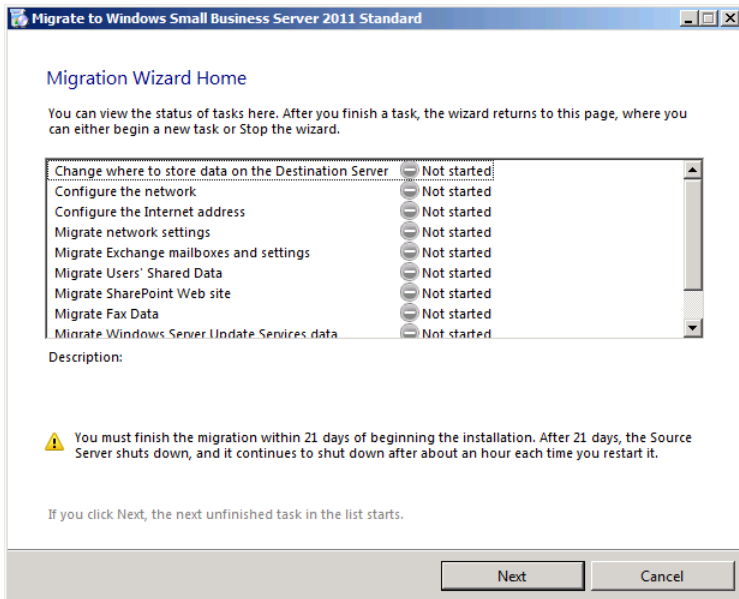 Migrate to Windows Small Business Server 2011 Standard
Migration Wizard Home
You can view the status of tasks here. After you finish a task, the wizard returns to this page, where you
can either begin a new task or Stop the wizard.
Change where to store data on the Destination Server Not started
Configure the network Not started
Configure the Internet address Not started
Migrate network settings Not started
Migrate Exchange mailboxes and settings Not started
Migrate Users' Shared Data Not started
Migrate SharePoint Web site Not started
Migrate Fax Data Not started
Migrate Windows Server Update Services data Not started
Description:
You must finish the migration within 21 days of beginning the installation. After 21 days, the Source
Server shuts down, and it continues to shut down after about an hour each time you restart it.
If you click Next, the next unfinished task in the list starts.
Next Cancel